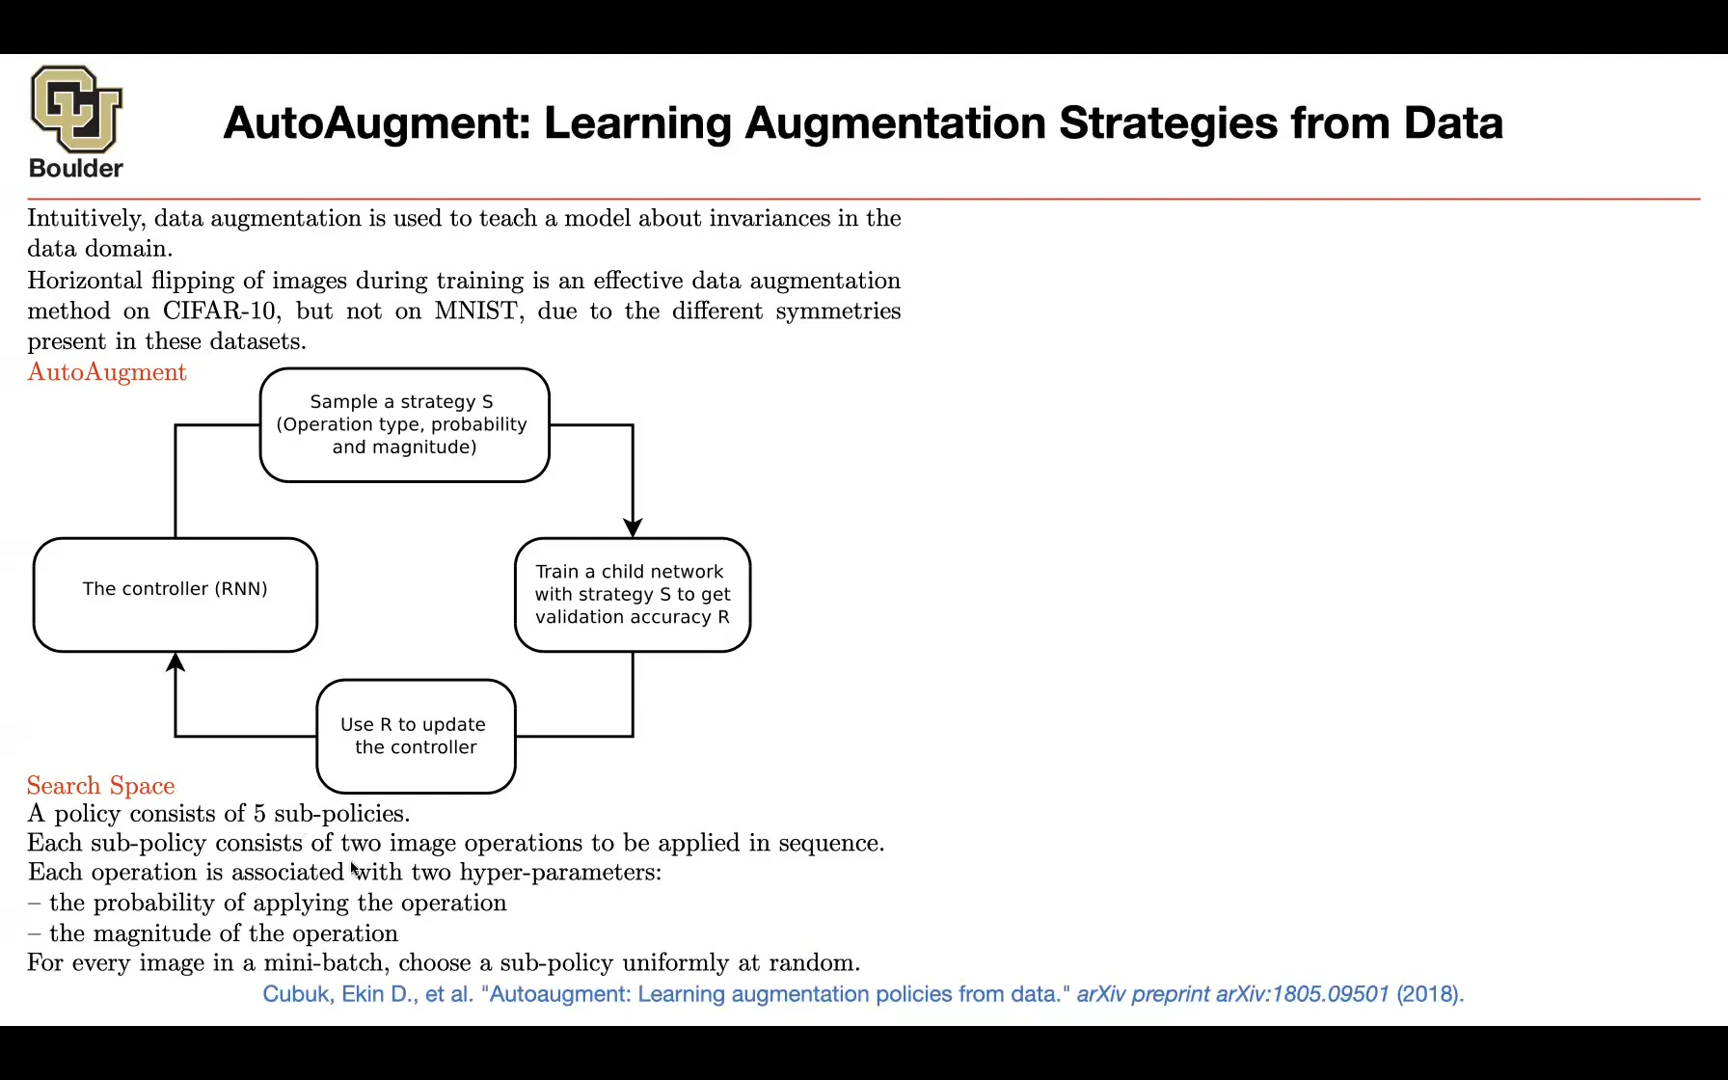 CU
Boulder
AutoAugment: Learning Augmentation Strategies from Data
Intuitively, data augmentation is used to teach a model about invariances in the
data domain.
Horizontal flipping of images during training is an effective data augmentation
method on CIFAR-10, but not on MNIST, due to the different symmetries
present in these datasets.
AutoAugment
Sample a strategy S
(Operation type, probability
and magnitude)
The controller (RNN)
Train a child network
with strategy S to get
validation accuracy R
Use R to update
the controller
Search Space
A policy consists of 5 sub-policies.
Each sub-policy consists of two image operations to be applied in sequence.
Each operation is associated with two hyper-parameters:
– the probability of applying the operation
– the magnitude of the operation
For every image in a mini-batch, choose a sub-policy uniformly at random.
Cubuk, Ekin D., et al. "Autoaugment: Learning augmentation policies from data." arXiv preprint arXiv:1805.09501 (2018).